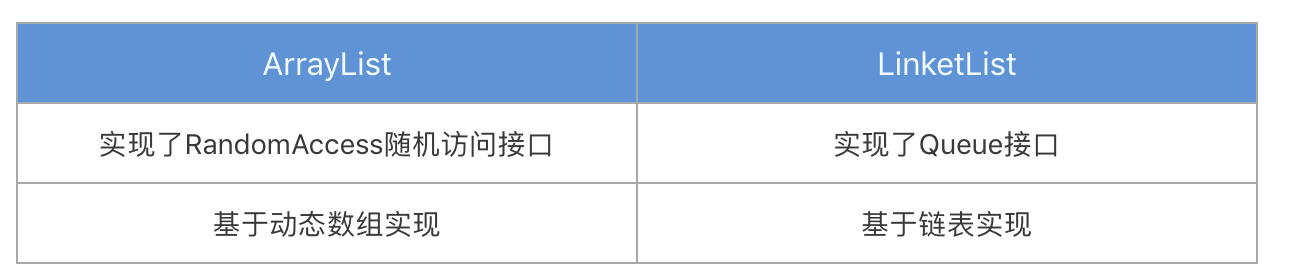 ArrayList
LinketList
实现了RandomAccess随机访问接口
实现了Queue接口
基于动态数组实现
基于链表实现